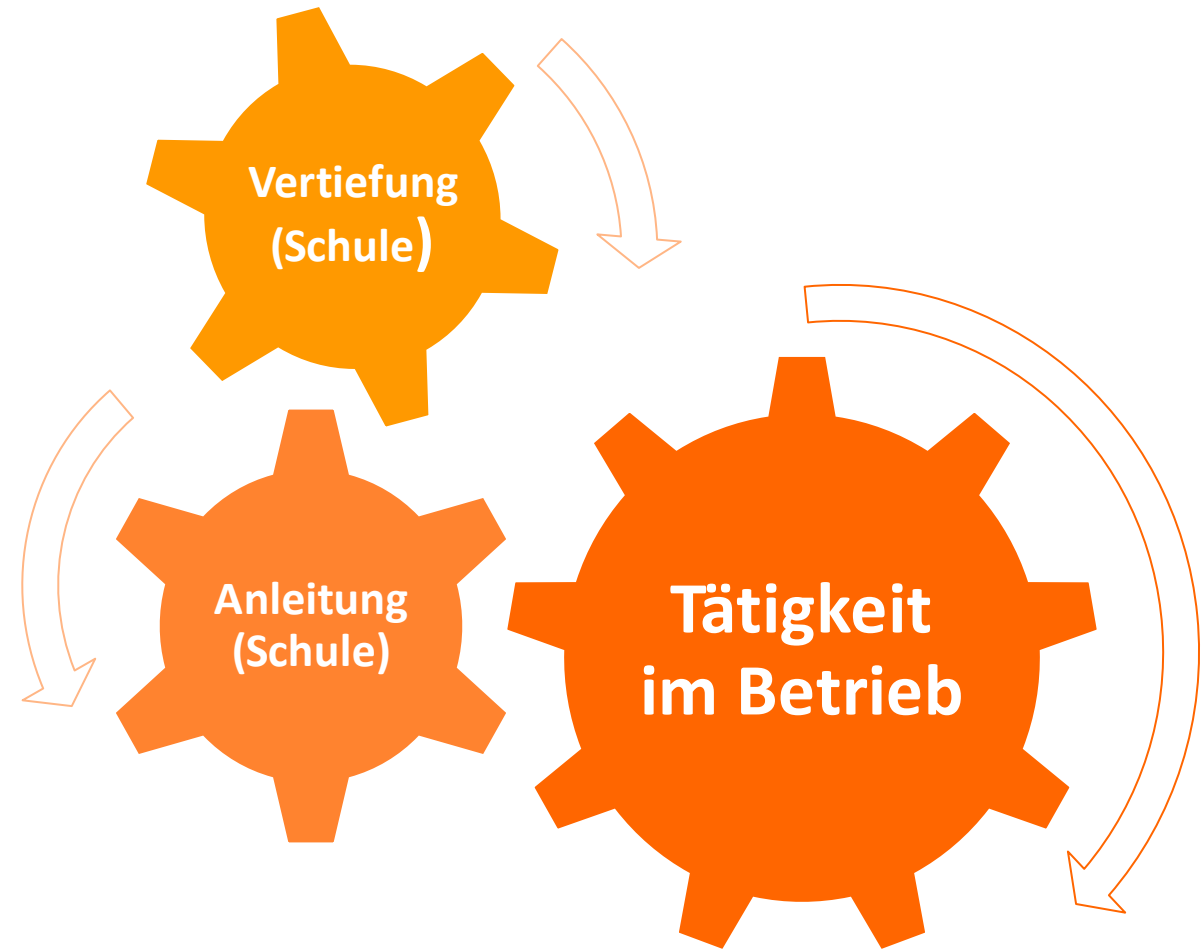 Vertiefung
(Schule)
Anleitung
(Schule)
Tätigkeit
im Betrieb